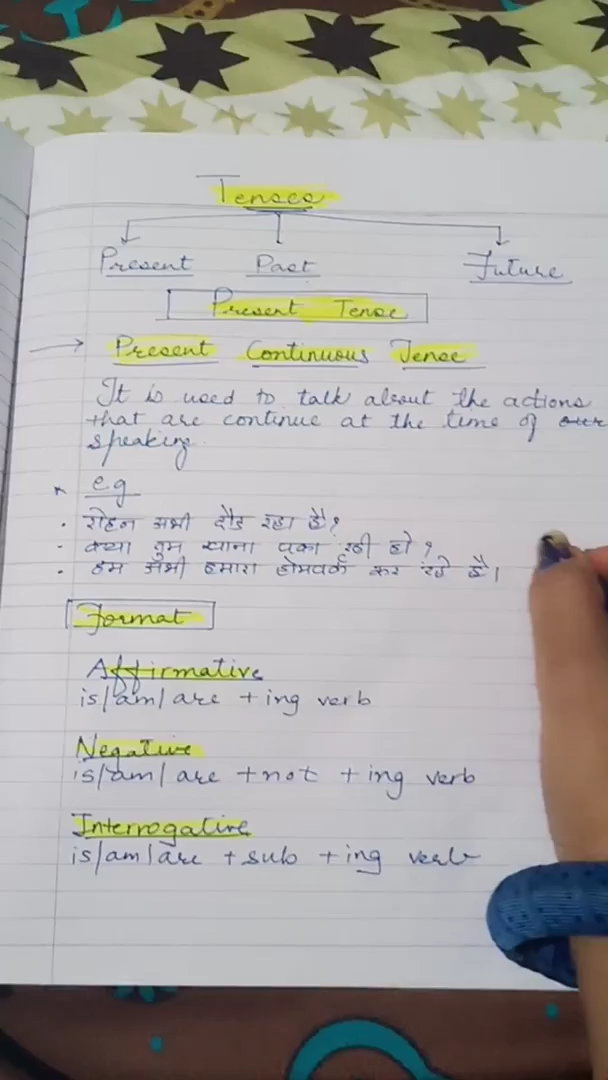 Tenses
Present Past Future
Present Tense
Present Continuous Tense
It is used to talk about the actions
that are continue at the time of our
speaking.
eg
रोहन अभी दौड रहा है?
क्या तुम खाना पका रही हो?
हम अभी हमारा होमवर्क कर रहे है।
Format
Affirmative
is/am/are +ing verb
Negative
is/am/are +not +ing verb
Interrogative
is/am/are +sub +ing verb